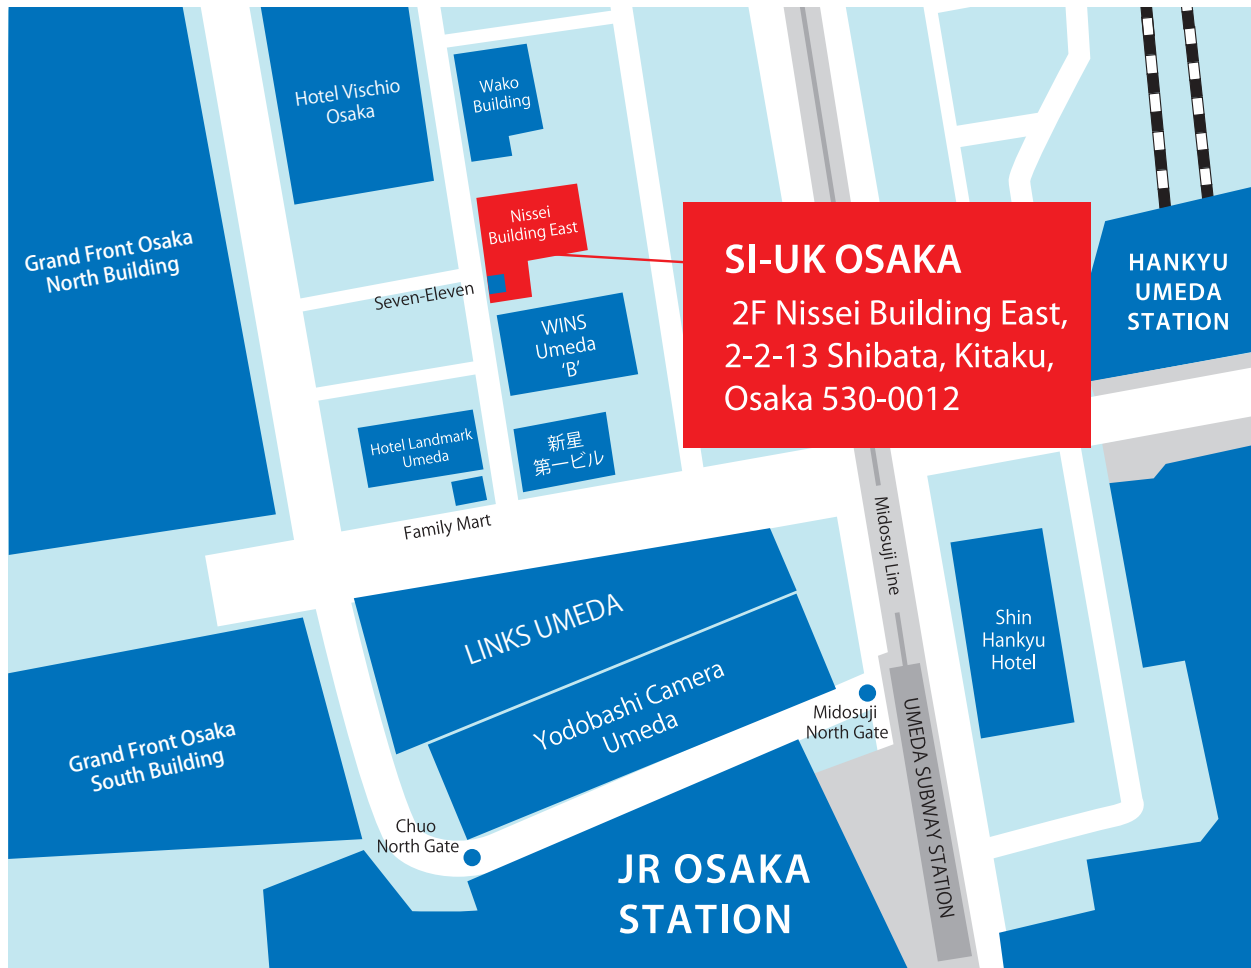 Hotel Vischio
Osaka
Wako
Building
Grand Front Osaka
North Building
Nissei
Building East
SI-UK OSAKA
2F Nissei Building East,
2-2-13 Shibata, Kitaku,
Osaka 530-0012
HANKYU
UMEDA
STATION
Seven-Eleven
WINS
Umeda
'B'
Hotel Landmark
Umeda
新星
第一ビル
Family Mart
Midosuji Line
LINKS UMEDA
Shin
Hankyu
Hotel
Yodobashi Camera
Umeda
Midosuji
North Gate
UMEDA SUBWAY STATION
Grand Front Osaka
South Building
Chuo
North Gate
JR OSAKA
STATION